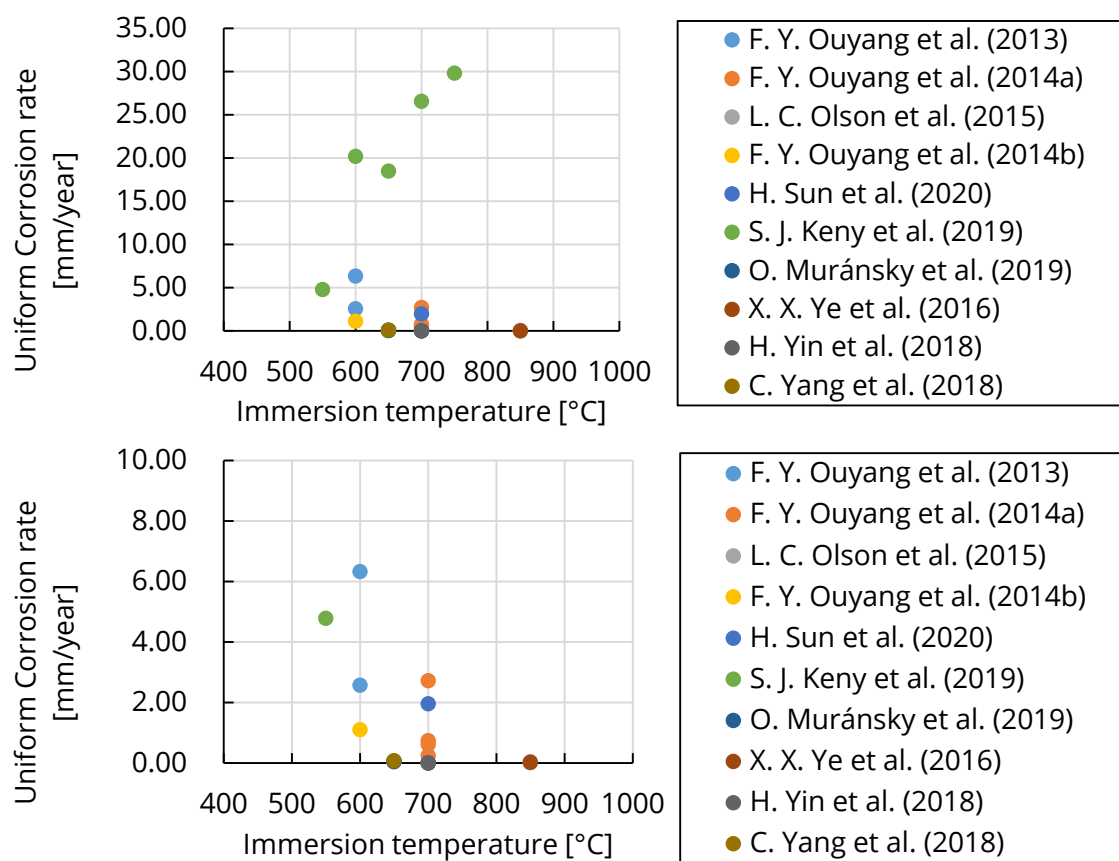 Uniform Corrosion rate
[mm/year]
35.00
30.00
25.00
20.00
15.00
10.00
5.00
0.00
400 500 600 700 800 900 1000
Immersion temperature [°C]
F. Y. Ouyang et al. (2013)
F. Y. Ouyang et al. (2014a)
L. C. Olson et al. (2015)
F. Y. Ouyang et al. (2014b)
H. Sun et al. (2020)
S. J. Keny et al. (2019)
O. Muránsky et al. (2019)
X. X. Ye et al. (2016)
H. Yin et al. (2018)
C. Yang et al. (2018)
Uniform Corrosion rate
[mm/year]
10.00
8.00
6.00
4.00
2.00
0.00
400 500 600 700 800 900 1000
Immersion temperature [°C]
F. Y. Ouyang et al. (2013)
F. Y. Ouyang et al. (2014a)
L. C. Olson et al. (2015)
F. Y. Ouyang et al. (2014b)
H. Sun et al. (2020)
S. J. Keny et al. (2019)
O. Muránsky et al. (2019)
X. X. Ye et al. (2016)
H. Yin et al. (2018)
C. Yang et al. (2018)